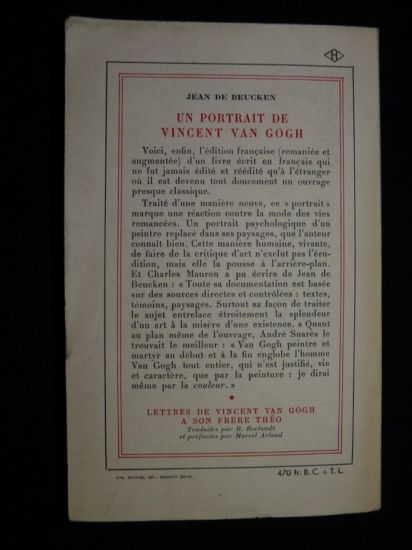 H
JEAN DE BEUCKEN
UN PORTRAIT DE
VINCENT VAN GOGH
Voici, enfin, l'édition française (remaniée et
augmentée) d'un livre écrit en français qui
ne fut jamais édité et réédité qu'à l'étranger
où il est devenu tout doucement un ouvrage
presque classique.
Traité d'une manière neuve, ce « portrait »
marque une réaction contre la mode des vies
romancées. Un portrait psychologique d'un
peintre replacé dans ses paysages, que l'auteur
connaît bien. Cette manière humaine, vivante,
de faire de la critique d'art n'exclut pas l'éru-
dition, mais elle la pousse à l'arrière-plan.
Et Charles Mauron a pu écrire de Jean de
Beucken : « Toute sa documentation est basée
sur des sources directes et contrôlées : textes,
témoins, paysages. Surtout sa façon de traiter
le sujet entrelace étroitement la splendeur
d'un art à la misère d'une existence. » Quant
au plan même de l'ouvrage, André Suarès le
trouvait le meilleur : « Van Gogh peintre et
martyr au début et à la fin englobe l'homme
Van Gogh tout entier, qui n'est justifié, vie
et caractère, que par la peinture : je dirai
même par la couleur. »
LETTRES DE VINCENT VAN GOGH
A SON FRÈRE THÉO
Traduites par R. Roelandt
et préfacées par Marcel Arland
470 fr. B. C. + T. L.